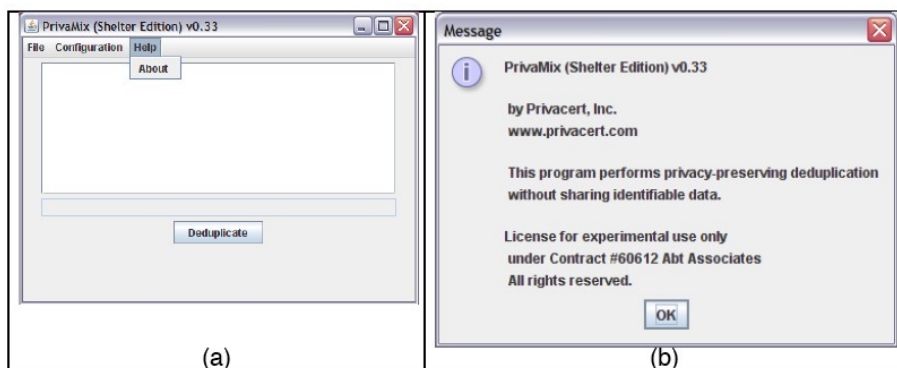 PrivaMix (Shelter Edition) v0.33
File Configuration Help
About
Deduplicate
(a)
Message
PrivaMix (Shelter Edition) v0.33
by Privacert, Inc.
www.privacert.com
This program performs privacy-preserving deduplication
without sharing identifiable data.
License for experimental use only
under Contract #60612 Abt Associates
All rights reserved.
OK
(b)